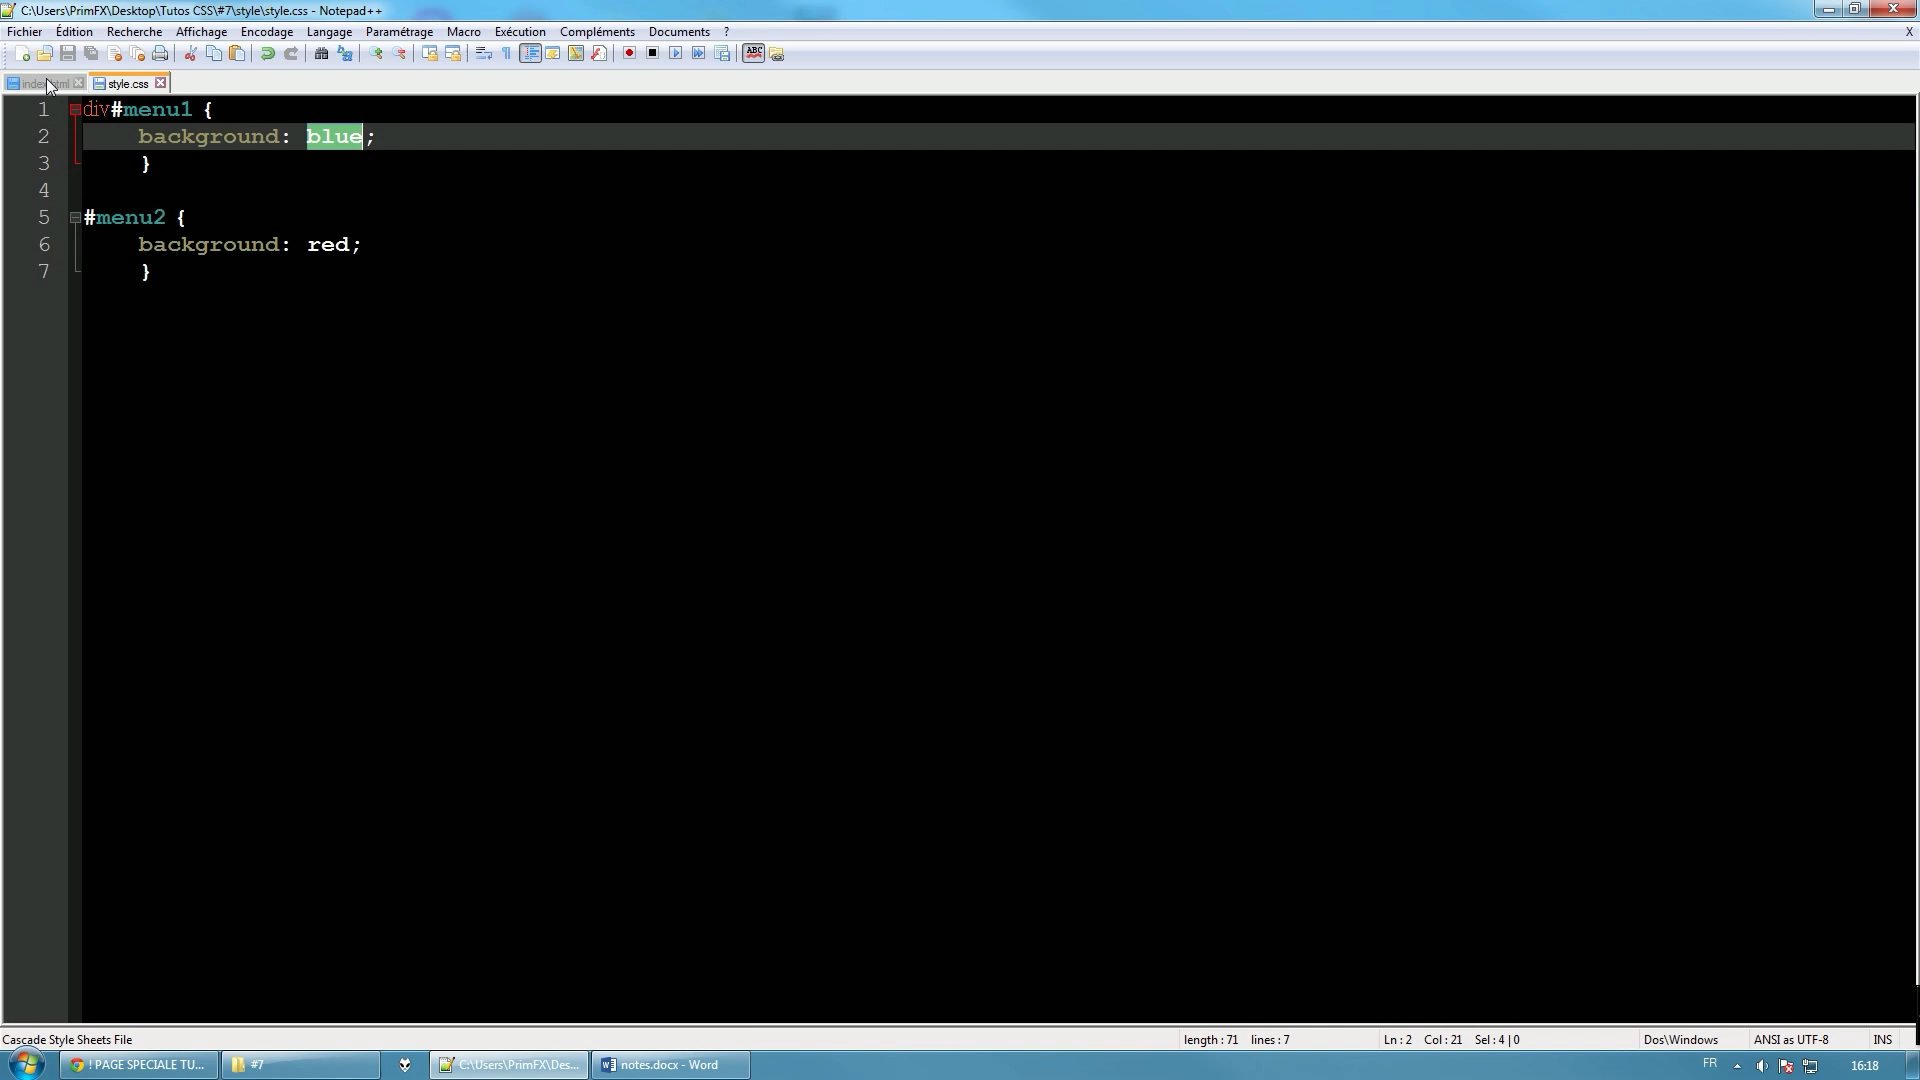 C:\Users\PrimFX\Desktop\Tutos CSS\#7\style\style.css - Notepad++
Fichier Édition Recherche Affichage Encodage Langage Paramétrage Macro Exécution Compléments Documents ? X
index.html style.css
1 div#menu1 {
2 background: blue;
3 }
4
5 #menu2 {
6 background: red;
7 }
Cascade Style Sheets File length : 71 lines : 7 Ln : 2 Col : 21 Sel : 4 | 0 Dos\Windows ANSI as UTF-8 INS
! PAGE SPECIALE TU... #7 C:\Users\PrimFX\Des... notes.docx - Word FR 16:18